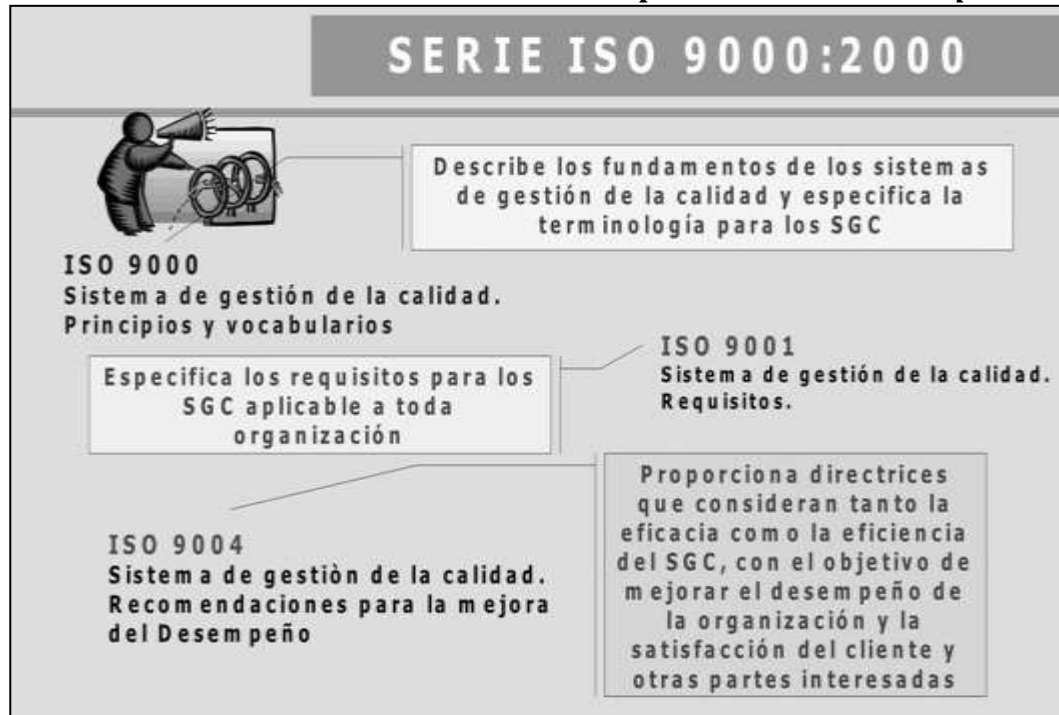 SERIE ISO 9000:2000
Describe los fundamentos de los sistemas
de gestión de la calidad y especifica la
terminología para los SGC
ISO 9000
Sistema de gestión de la calidad.
Principios y vocabularios
ISO 9001
Sistema de gestión de la calidad.
Requisitos.
Especifica los requisitos para los
SGC aplicable a toda
organización
Proporciona directrices
que consideran tanto la
eficacia como la eficiencia
del SGC, con el objetivo de
mejorar el desempeño de
la organización y la
satisfacción del cliente y
otras partes interesadas
ISO 9004
Sistema de gestiòn de la calidad.
Recomendaciones para la mejora
del Desempeño